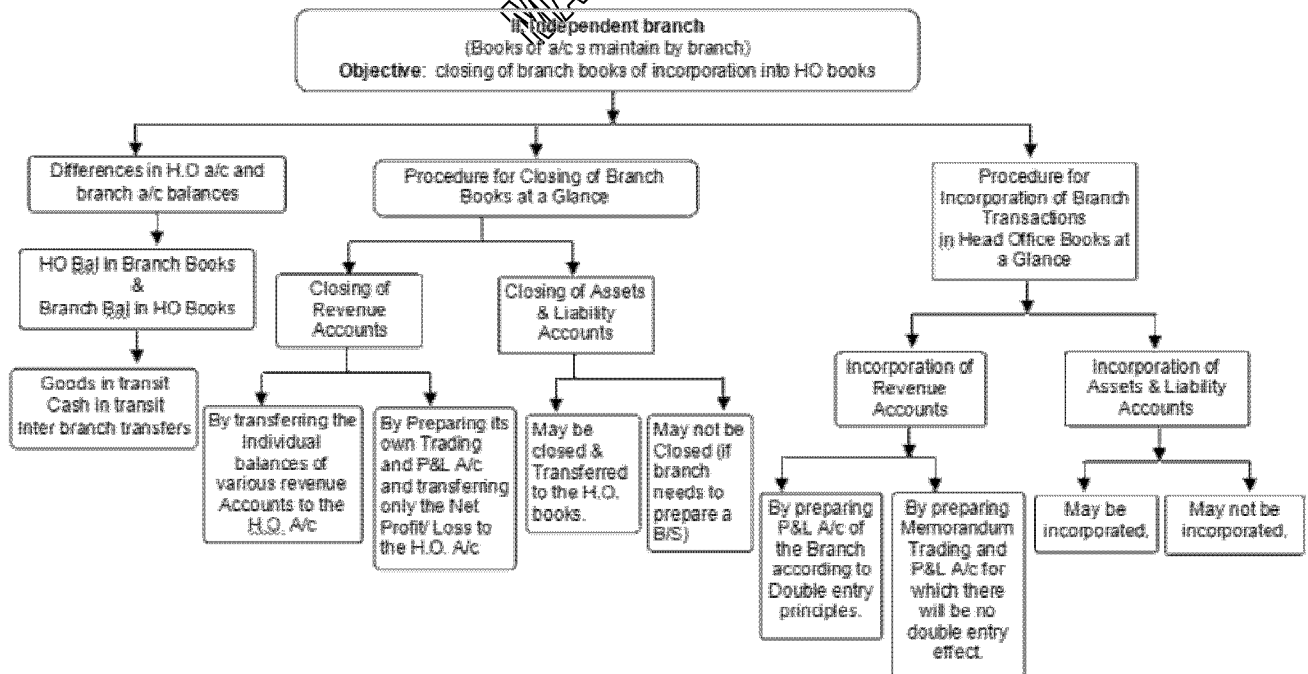 II. Independent branch
(Books of a/c s maintain by branch)
Objective: closing of branch books of incorporation into HO books
Differences in H.O a/c and
branch a/c balances
HO Bal in Branch Books
&
Branch Bal in HO Books
Goods in transit
Cash in transit
Inter branch transfers
Procedure for Closing of Branch
Books at a Glance
Closing of
Revenue
Accounts
By transferring the
Individual
balances of
various revenue
Accounts to the
H.O. A/c
By Preparing its
own Trading
and P&L A/c
and transferring
only the Net
Profit/ Loss to
the H.O. A/c
Closing of Assets
& Liability
Accounts
May be
closed &
Transferred
to the H.O.
books.
May not be
Closed (if
branch
needs to
prepare a
B/S)
Procedure for
Incorporation of Branch
Transactions
in Head Office Books at
a Glance
Incorporation of
Revenue
Accounts
By preparing
P&L A/c of
the Branch
according to
Double entry
principles.
By preparing
Memorandum
Trading and
P&L A/c for
which there
will be no
double entry
effect.
Incorporation of
Assets & Liability
Accounts
May be
incorporated,
May not be
incorporated,